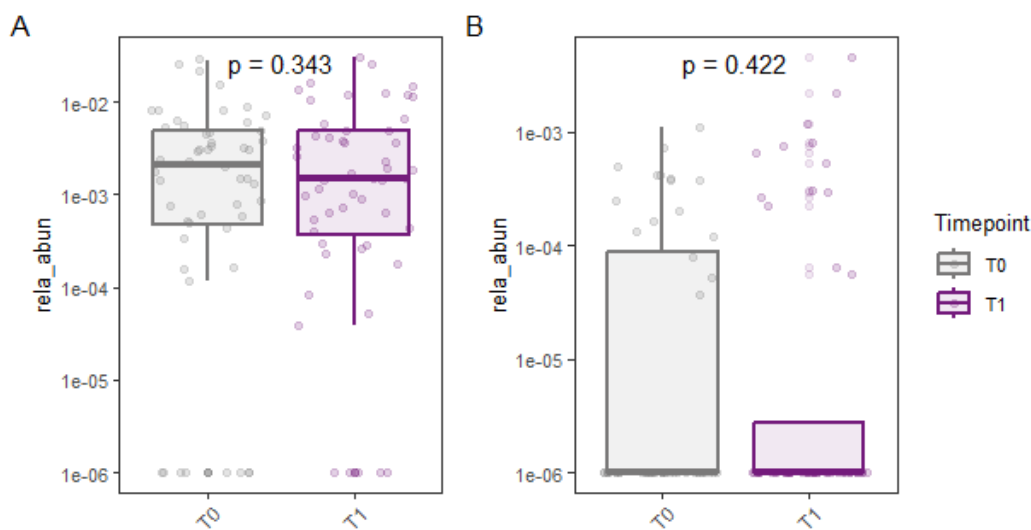 A
p = 0.343
rela_abun
1e-02
1e-03
1e-04
1e-05
1e-06
T0
T1
B
p = 0.422
rela_abun
1e-03
1e-04
1e-05
1e-06
T0
T1
Timepoint
T0
T1